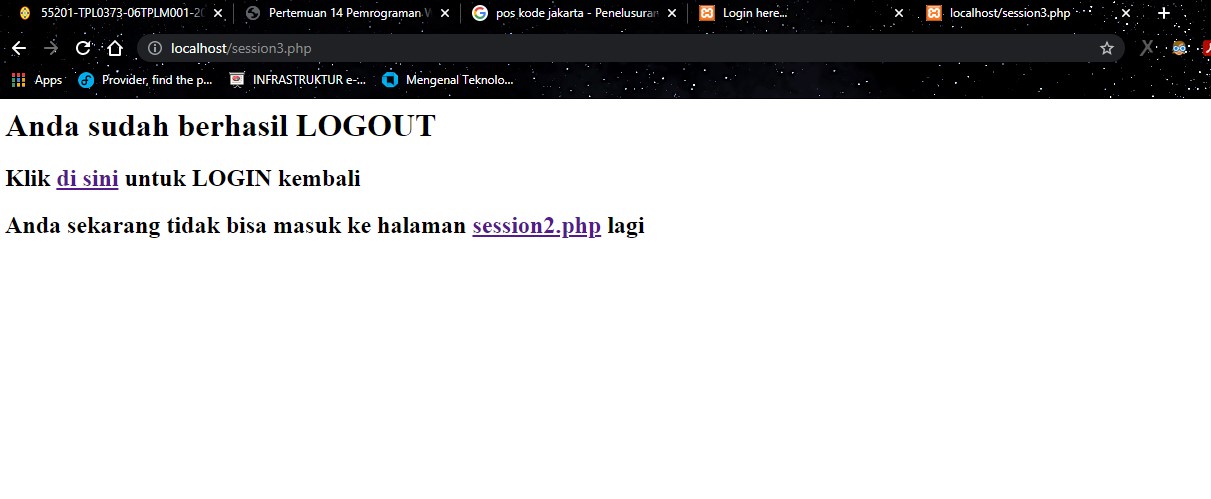 55201-TPL0373-06TPLM001-20
Pertemuan 14 Pemrograman W
pos kode jakarta - Penelusuran
Login here...
localhost/session3.php
localhost/session3.php
Apps
Provider, find the p...
INFRASTRUKTUR e-...
Mengenal Teknolo...
Anda sudah berhasil LOGOUT
Klik di sini untuk LOGIN kembali
Anda sekarang tidak bisa masuk ke halaman session2.php lagi